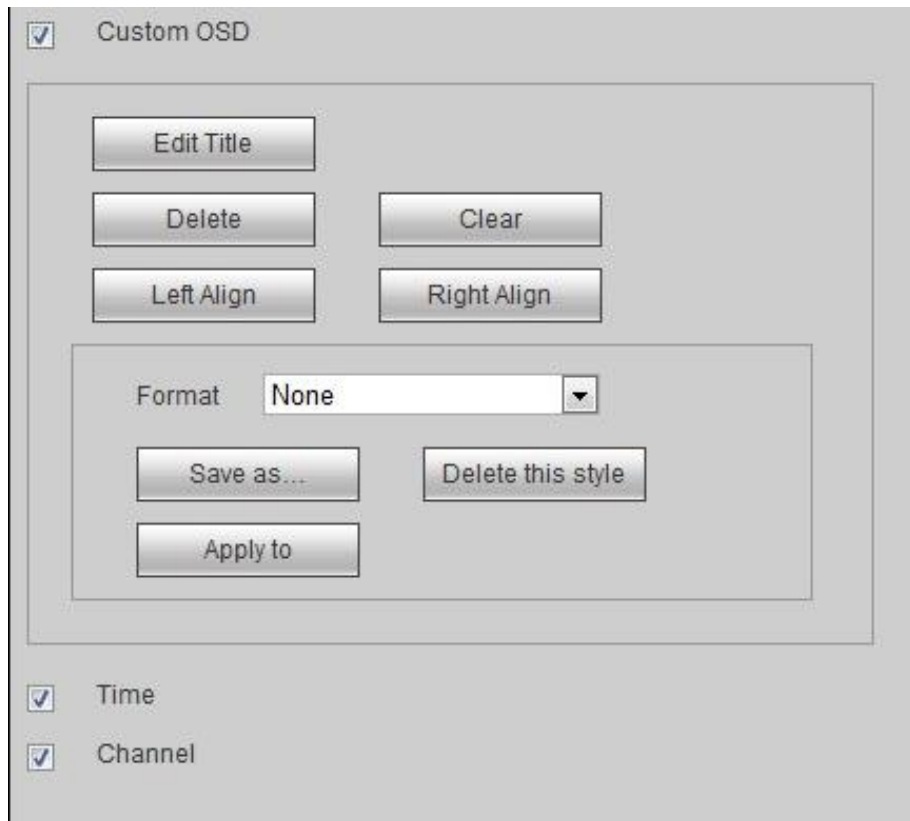 Custom OSD
Edit Title
Delete Clear
Left Align Right Align
Format None
Save as... Delete this style
Apply to
Time
Channel